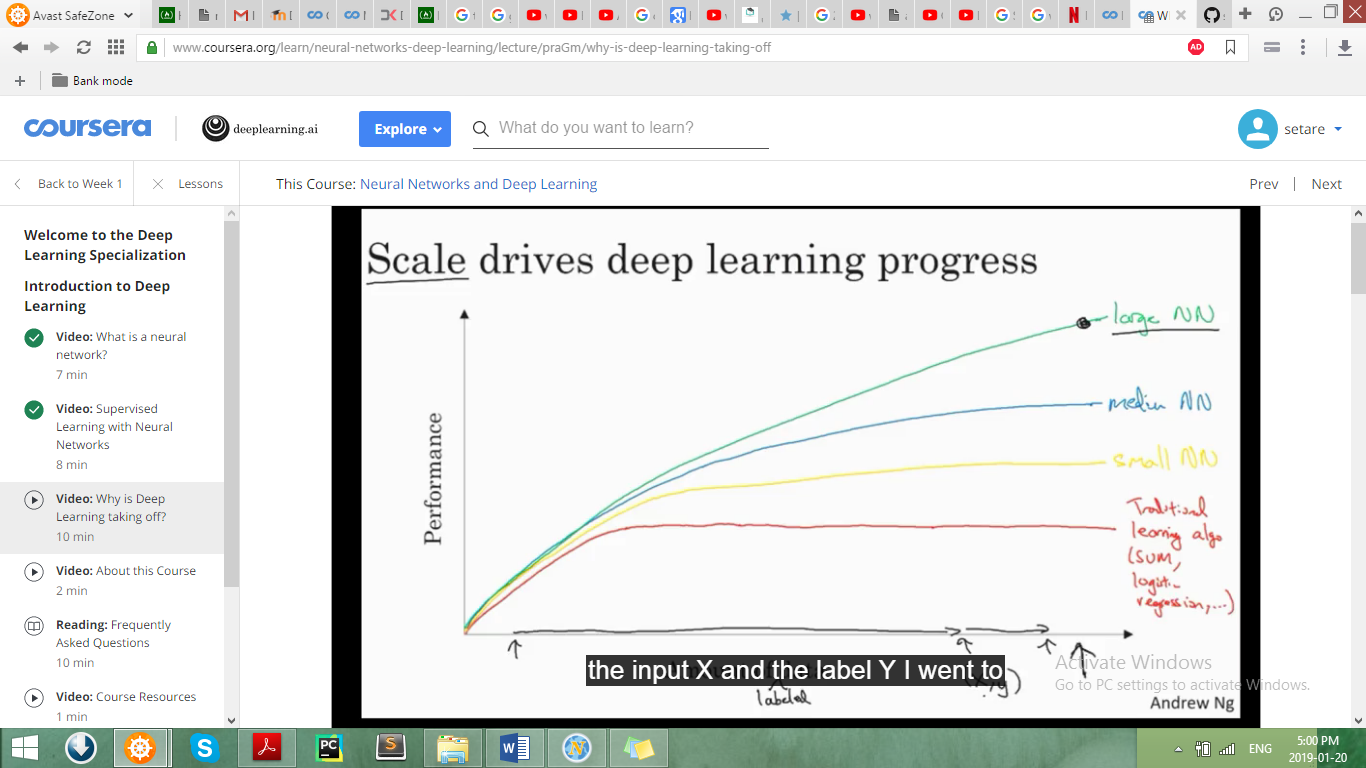 Avast SafeZone
www.coursera.org/learn/neural-networks-deep-learning/lecture/praGm/why-is-deep-learning-taking-off
AD
Bank mode
coursera
deeplearning.ai
Explore
What do you want to learn?
setare
Back to Week 1
Lessons
This Course: Neural Networks and Deep Learning
Prev
Next
Welcome to the Deep
Learning Specialization
Introduction to Deep
Learning
Video: What is a neural
network?
7 min
Video: Supervised
Learning with Neural
Networks
8 min
Video: Why is Deep
Learning taking off?
10 min
Video: About this Course
2 min
Reading: Frequently
Asked Questions
10 min
Video: Course Resources
1 min
Scale drives deep learning progress
Performance
large NN
medium NN
small NN
Traditional
learning algo
(SVM,
logistic
regression, ...)
the input X and the label Y I went to
labeled
(x,y)
Andrew Ng
Activate Windows
Go to PC settings to activate Windows.
ENG
5:00 PM
2019-01-20